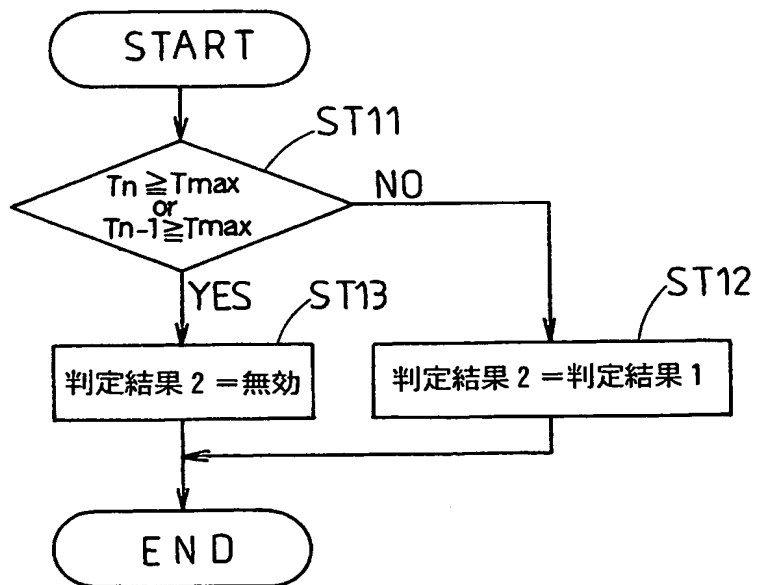 START
ST11
Tn ≧ Tmax
or
Tn-1 ≧ Tmax
NO
YES
ST13
ST12
判定結果2=無効
判定結果2=判定結果1
END